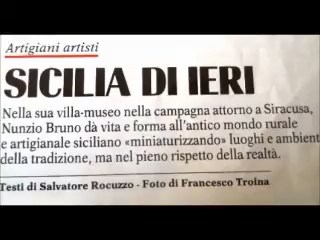 Artigiani artisti
SICILIA DI IERI
Nella sua villa-museo nella campagna attorno a Siracusa,
Nunzio Bruno dà vita e forma all'antico mondo rurale
e artigianale siciliano «miniaturizzando» luoghi e ambient
della tradizione, ma nel pieno rispetto della realtà.
Testi di Salvatore Rocuzzo - Foto di Francesco Troina